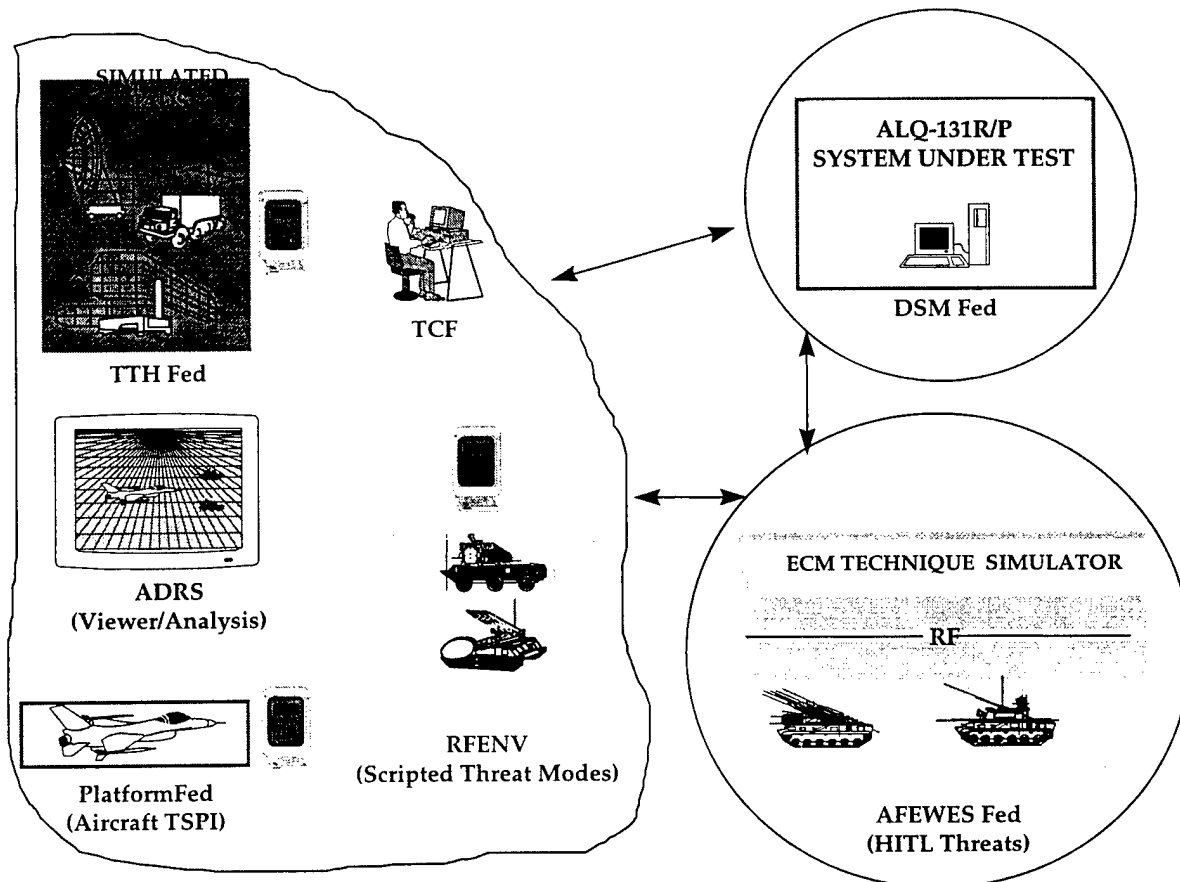 SIMULATED
TTH Fed
TCF
ADRS
(Viewer/Analysis)
PlatformFed
(Aircraft TSPI)
RFENV
(Scripted Threat Modes)
ALQ-131R/P
SYSTEM UNDER TEST
DSM Fed
ECM TECHNIQUE SIMULATOR
RF
AFEWES Fed
(HITL Threats)